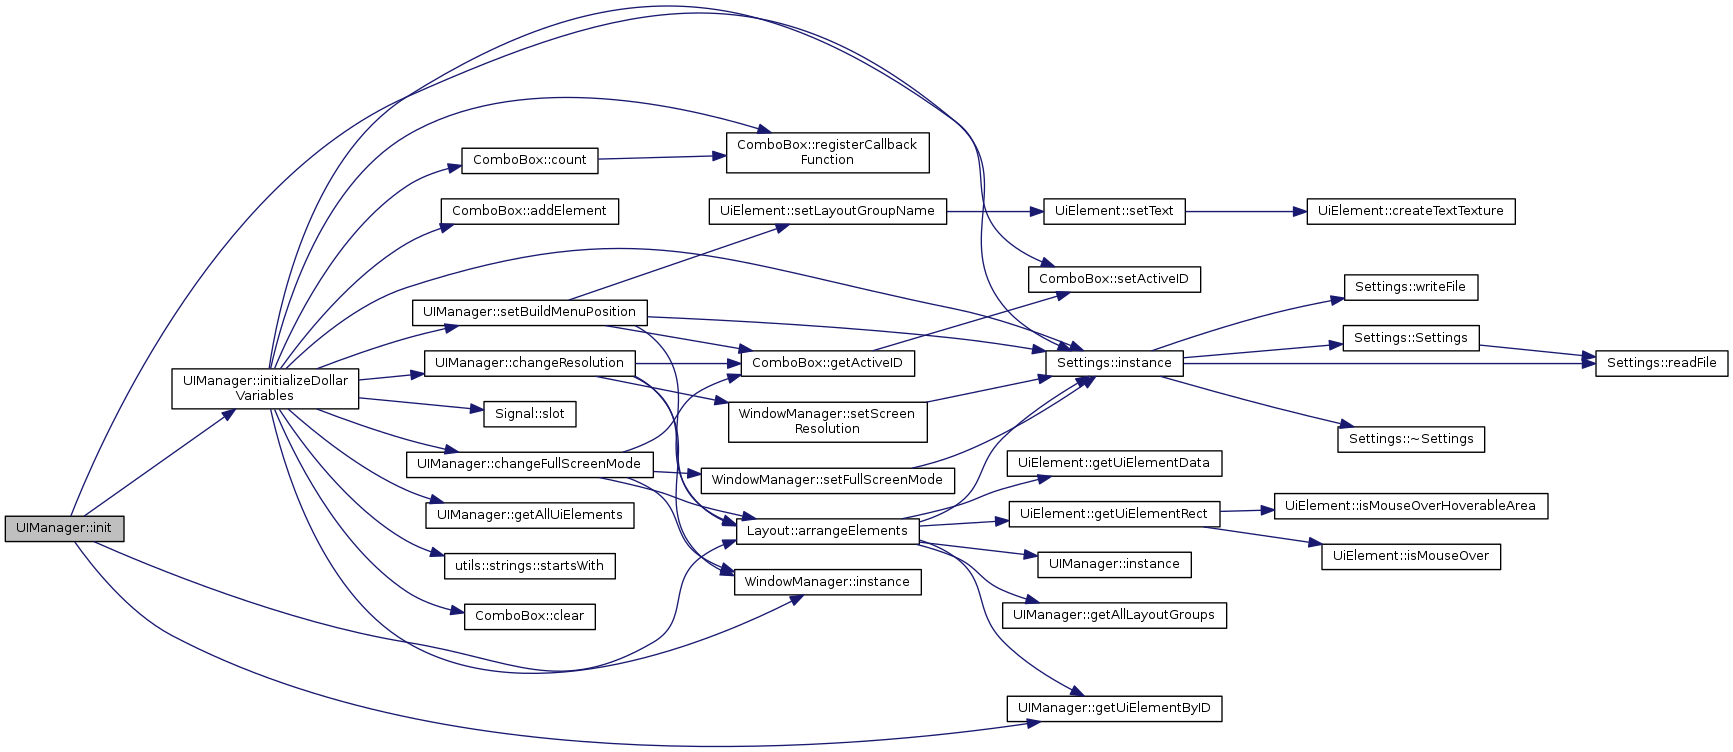 UIManager::init
UIManager::initializeDollar
Variables
ComboBox::count
ComboBox::addElement
UIManager::setBuildMenuPosition
UIManager::changeResolution
Signal::slot
UIManager::changeFullScreenMode
UIManager::getAllUiElements
utils::strings::startsWith
ComboBox::clear
ComboBox::registerCallback
Function
UiElement::setLayoutGroupName
ComboBox::getActiveID
WindowManager::setScreen
Resolution
WindowManager::setFullScreenMode
Layout::arrangeElements
WindowManager::instance
UiElement::setText
ComboBox::setActiveID
Settings::instance
UiElement::getUiElementData
UiElement::getUiElementRect
UIManager::instance
UIManager::getAllLayoutGroups
UIManager::getUiElementByID
UiElement::createTextTexture
Settings::writeFile
Settings::Settings
Settings::~Settings
UiElement::isMouseOverHoverableArea
UiElement::isMouseOver
Settings::readFile